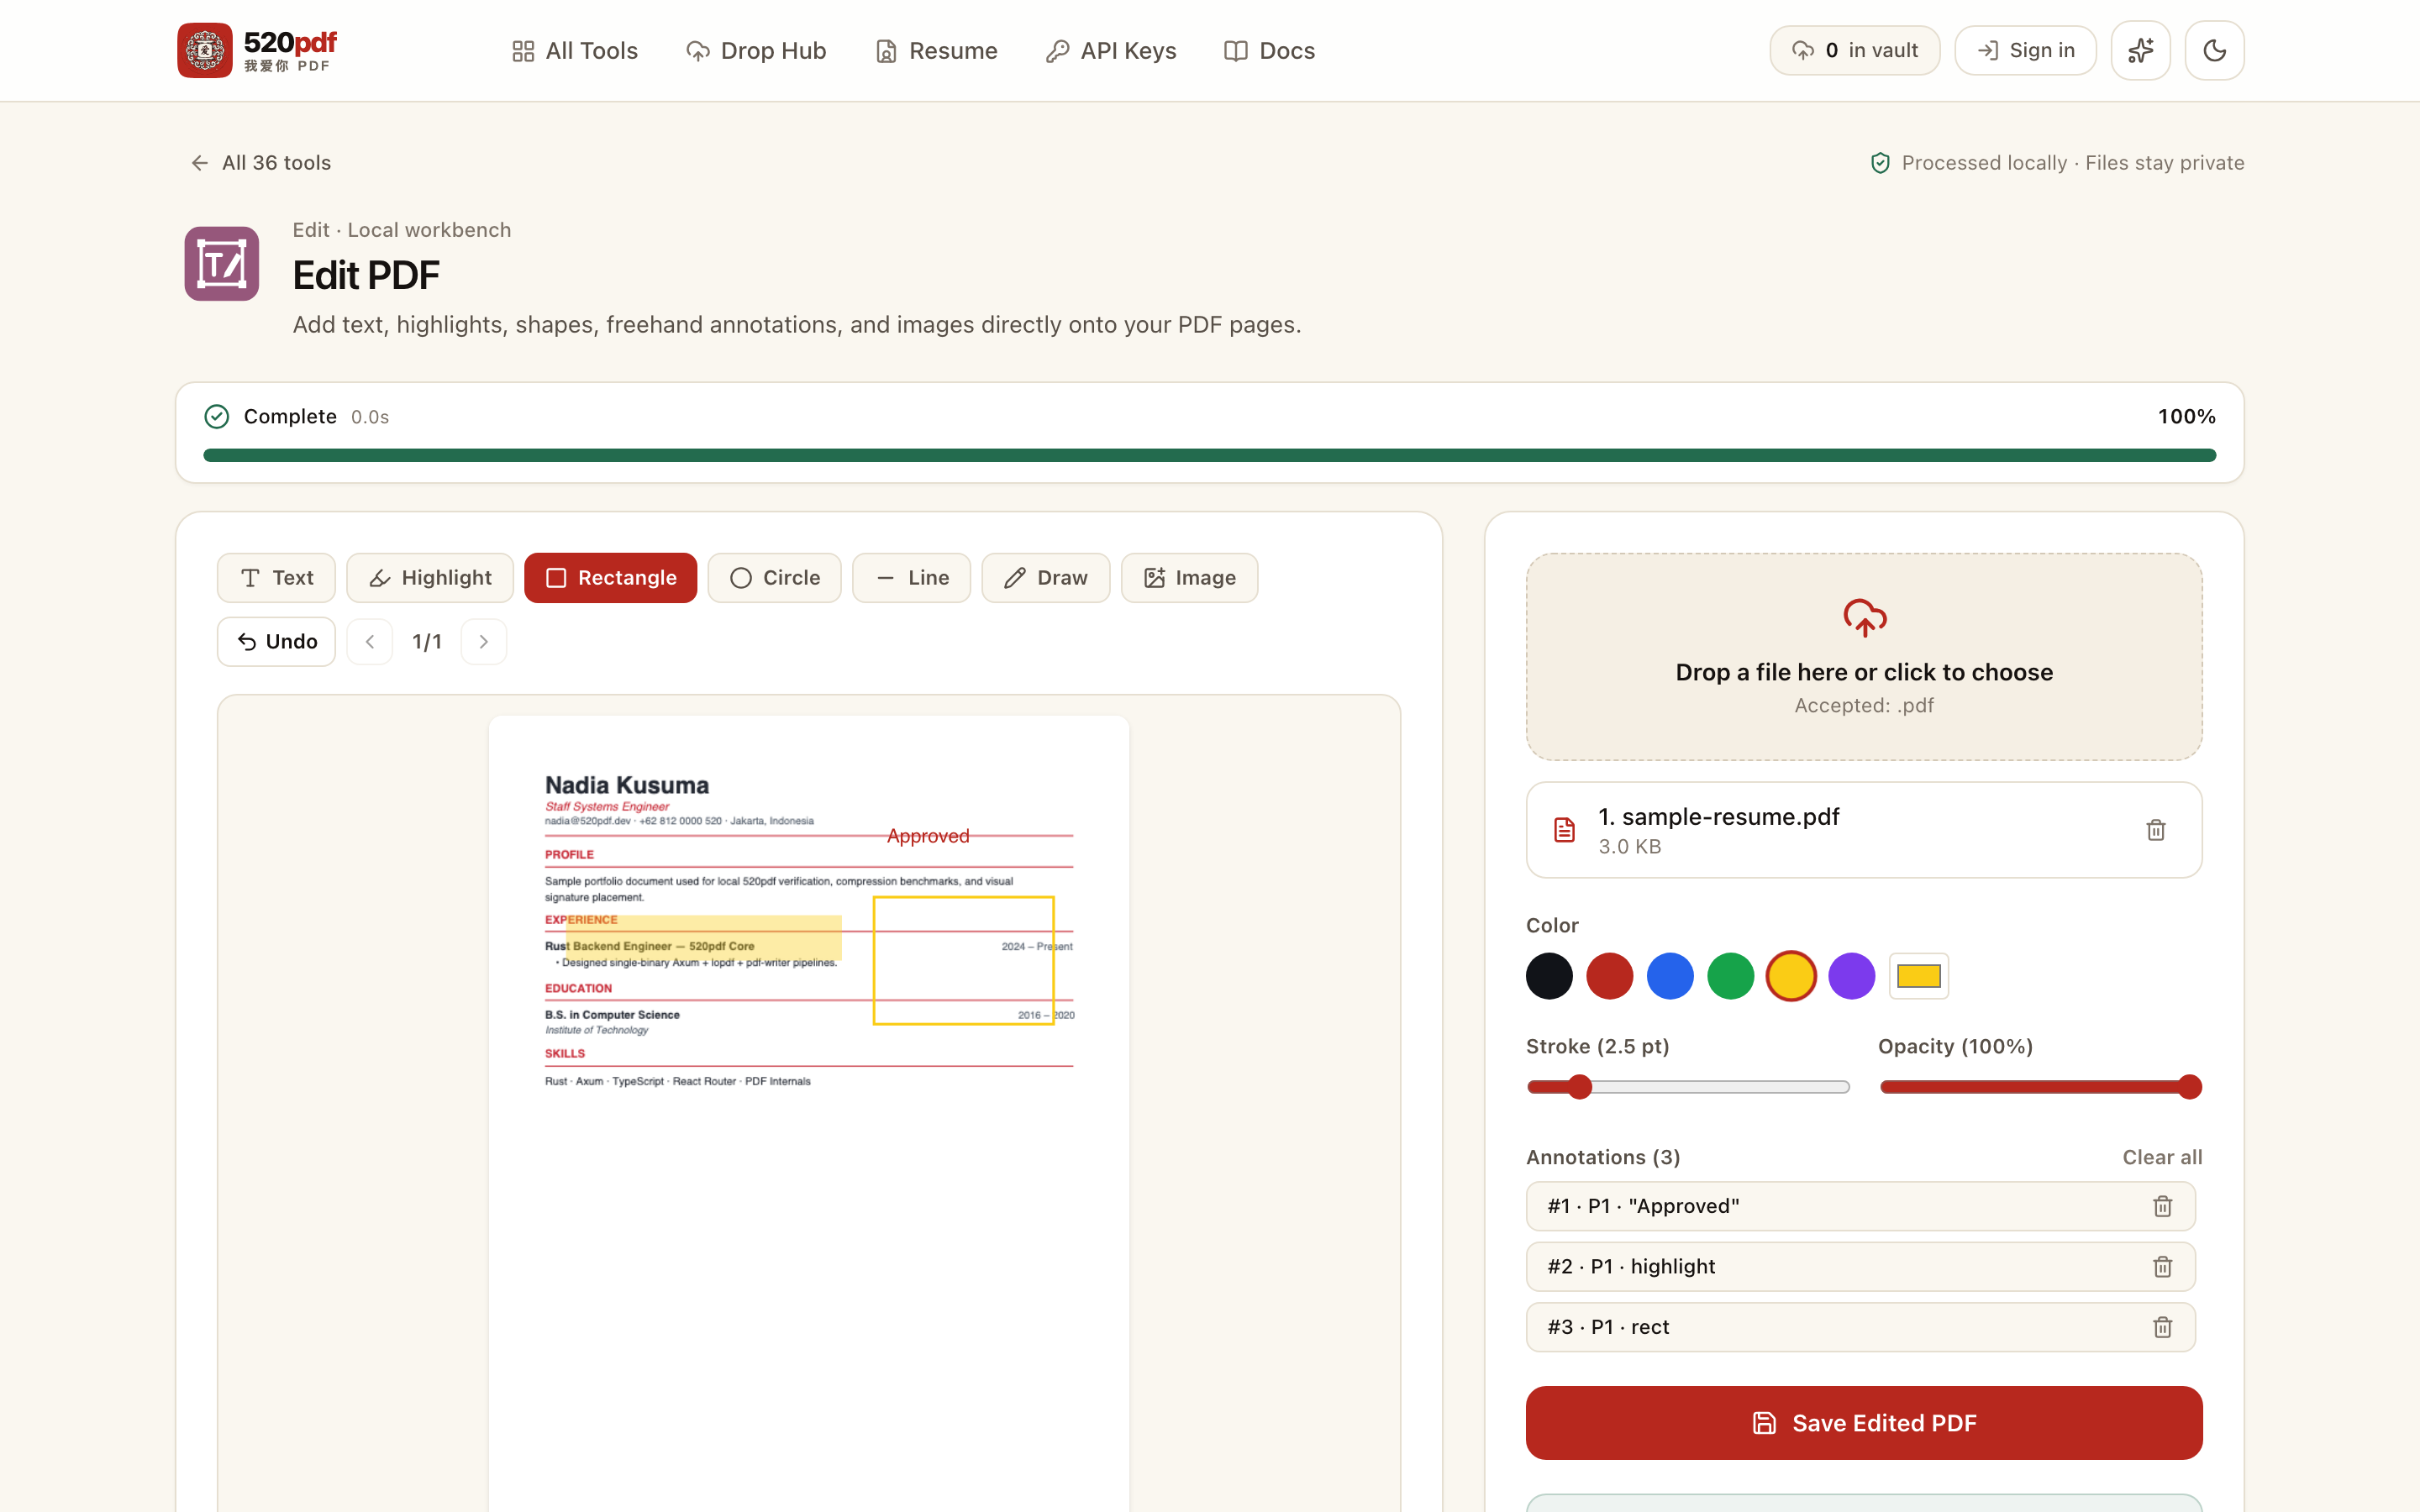 520pdf
我爱你 PDF
All Tools
Drop Hub
Resume
API Keys
Docs
0 in vault
Sign in
All 36 tools
Processed locally · Files stay private
Edit · Local workbench
Edit PDF
Add text, highlights, shapes, freehand annotations, and images directly onto your PDF pages.
Complete 0.0s
100%
Text
Highlight
Rectangle
Circle
Line
Draw
Image
Undo
1/1
Nadia Kusuma
Staff Systems Engineer
nadia@520pdf.dev · +62 812 0000 520 · Jakarta, Indonesia
Approved
PROFILE
Sample portfolio document used for local 520pdf verification, compression benchmarks, and visual
signature placement.
EXPERIENCE
Rust Backend Engineer — 520pdf Core
2024 – Present
• Designed single-binary Axum + lopdf + pdf-writer pipelines.
EDUCATION
B.S. in Computer Science
2016 – 2020
Institute of Technology
SKILLS
Rust · Axum · TypeScript · React Router · PDF Internals
Drop a file here or click to choose
Accepted: .pdf
1. sample-resume.pdf
3.0 KB
Color
Stroke (2.5 pt)
Opacity (100%)
Annotations (3)
Clear all
#1 · P1 · "Approved"
#2 · P1 · highlight
#3 · P1 · rect
Save Edited PDF